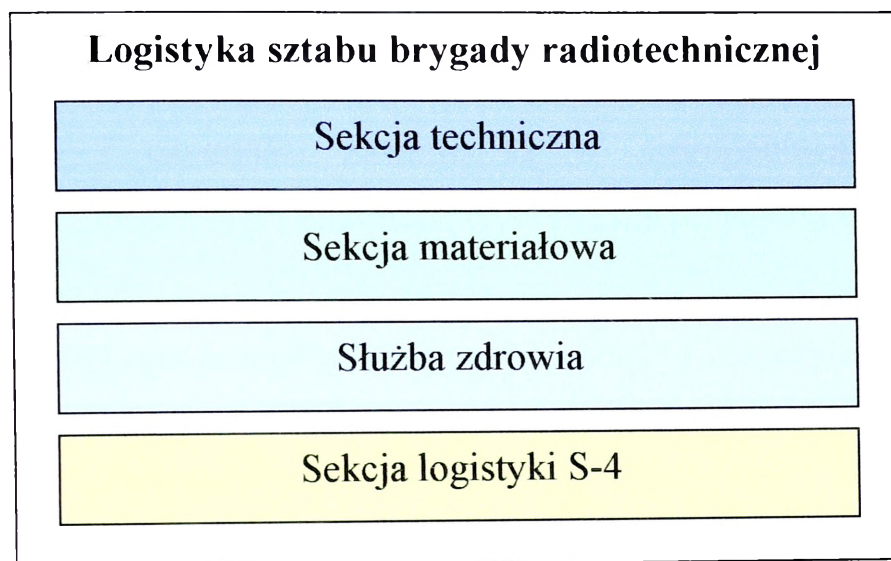 Logistyka sztabu brygady radiotechnicznej
Sekcja techniczna
Sekcja materiałowa
Służba zdrowia
Sekcja logistyki S-4